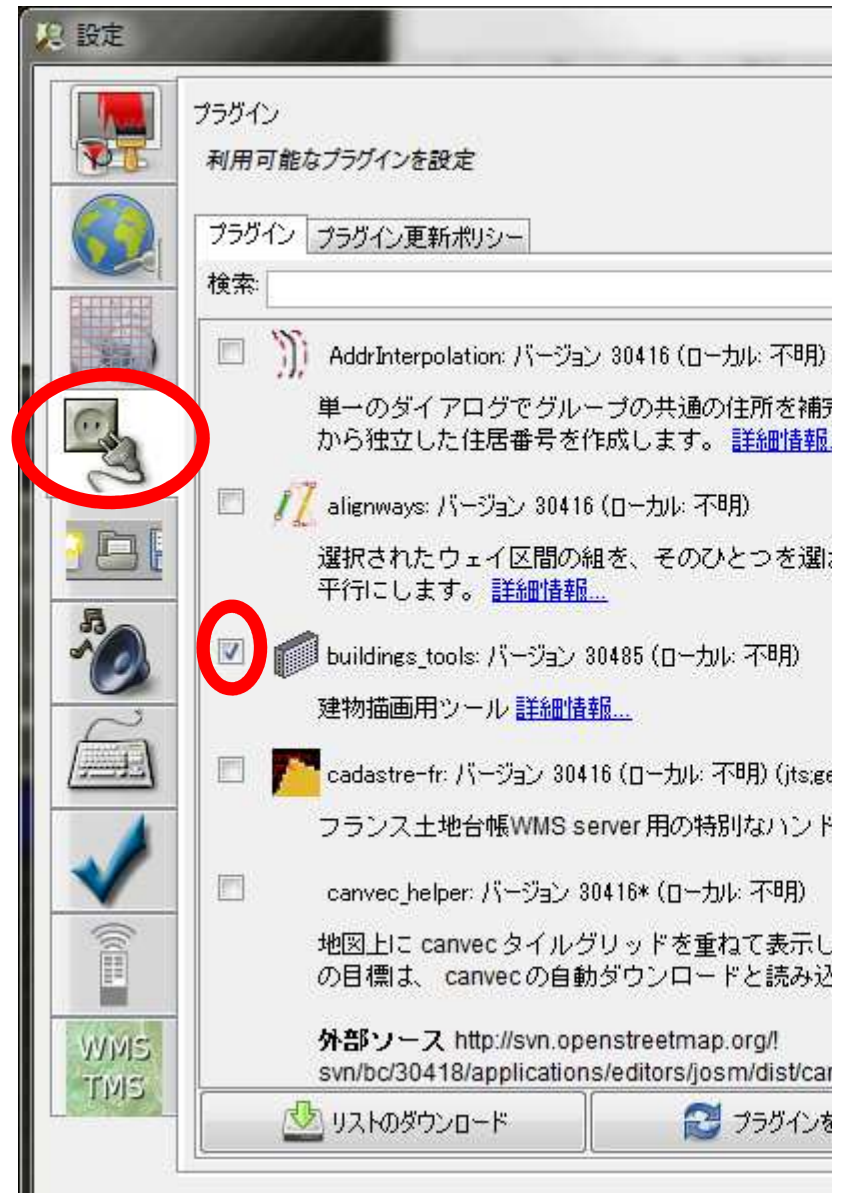 設定
プラグイン
利用可能なプラグインを設定
プラグイン プラグイン更新ポリシー
検索:
AddrInterpolation: バージョン 30416 (ローカル: 不明)
単一のダイアログでグループの共通の住所を補完
から独立した住居番号を作成します。 詳細情報...
alignways: バージョン 30416 (ローカル: 不明)
選択されたウェイ区間の組を、そのひとつを選
平行にします。 詳細情報...
buildings_tools: バージョン 30485 (ローカル: 不明)
建物描画用ツール 詳細情報...
cadastre-fr: バージョン 30416 (ローカル: 不明) (jts;ge
フランス土地台帳WMS server 用の特別なハンド
canvec_helper: バージョン 30416* (ローカル: 不明)
地図上に canvec タイルグリッドを重ねて表示し
の目標は、 canvec の自動ダウンロードと読み込
外部ソース http://svn.openstreetmap.org/!
svn/bc/30418/applications/editors/josm/dist/can
WMS
TMS
リストのダウンロード プラグインを